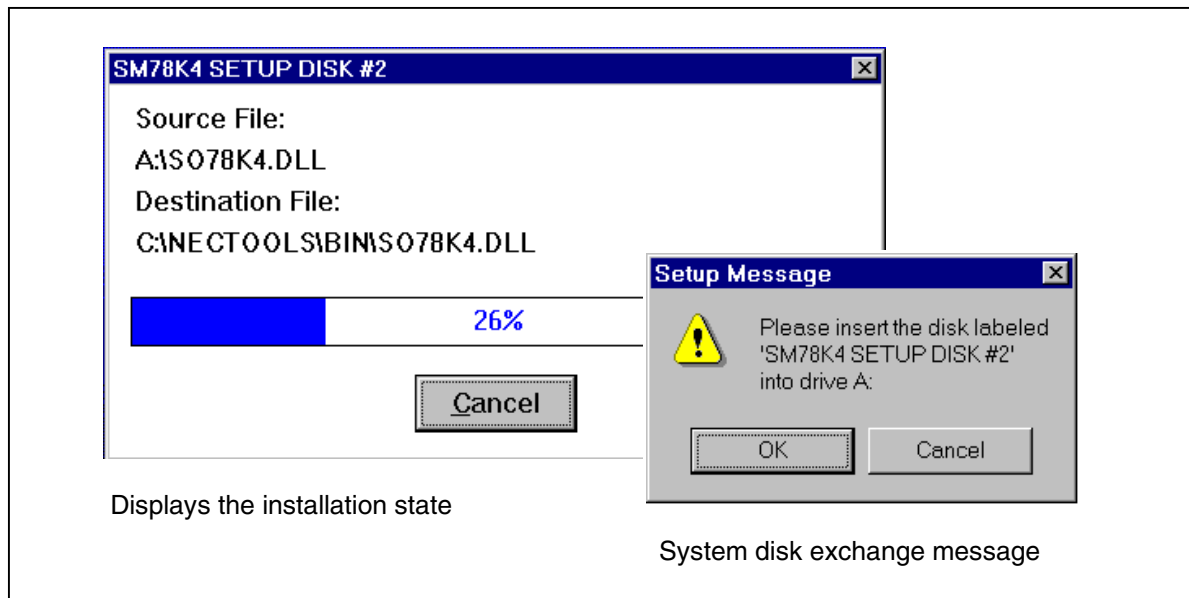 SM78K4 SETUP DISK #2
Source File:
A:\SO78K4.DLL
Destination File:
C:\NECTOOLS\BIN\SO78K4.DLL
26%
Cancel
Setup Message
Please insert the disk labeled
'SM78K4 SETUP DISK #2'
into drive A:
OK
Cancel
Displays the installation state
System disk exchange message